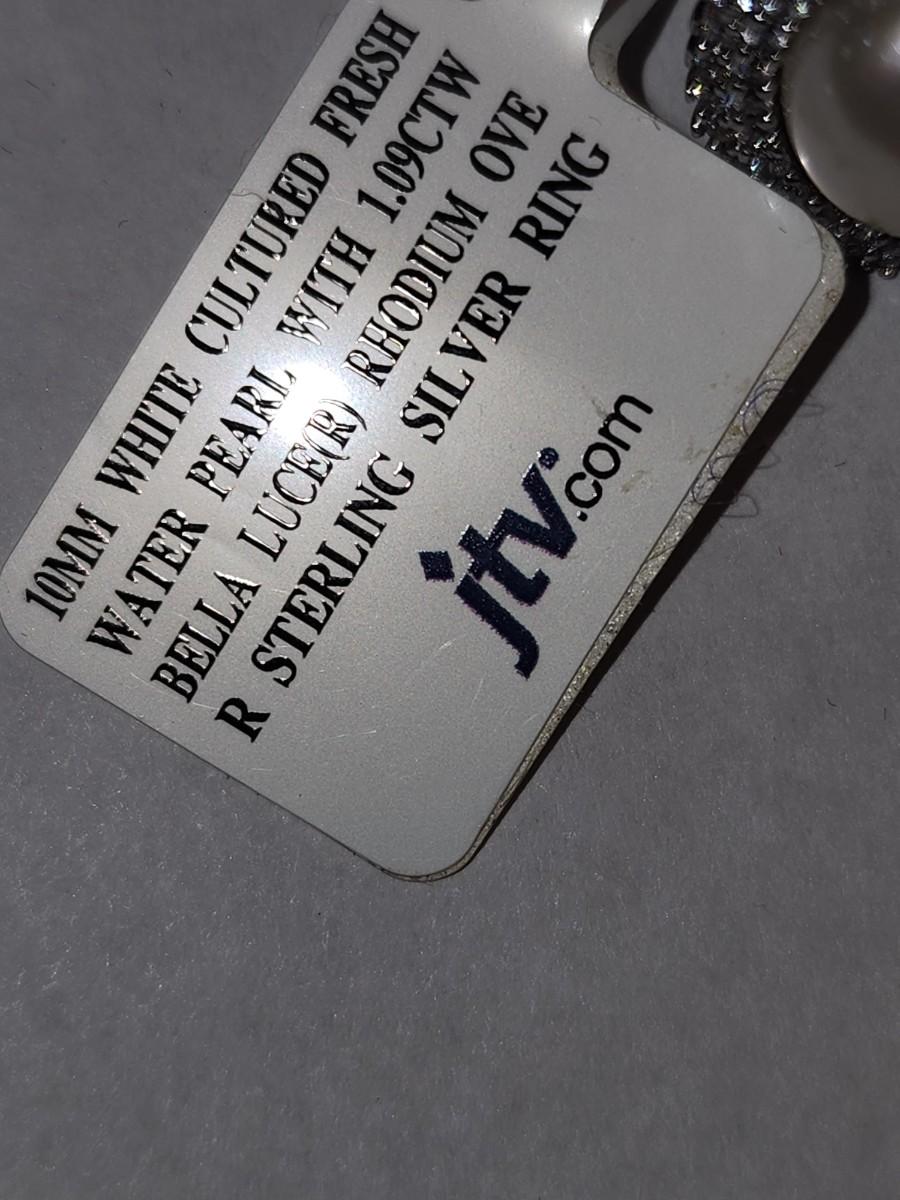 10MM WHITE CULTURED FRESH
WATER PEARL WITH 1.09CTW
BELLA LUCE(R) RHODIUM OVE
R STERLING SILVER RING
jtv®
.com